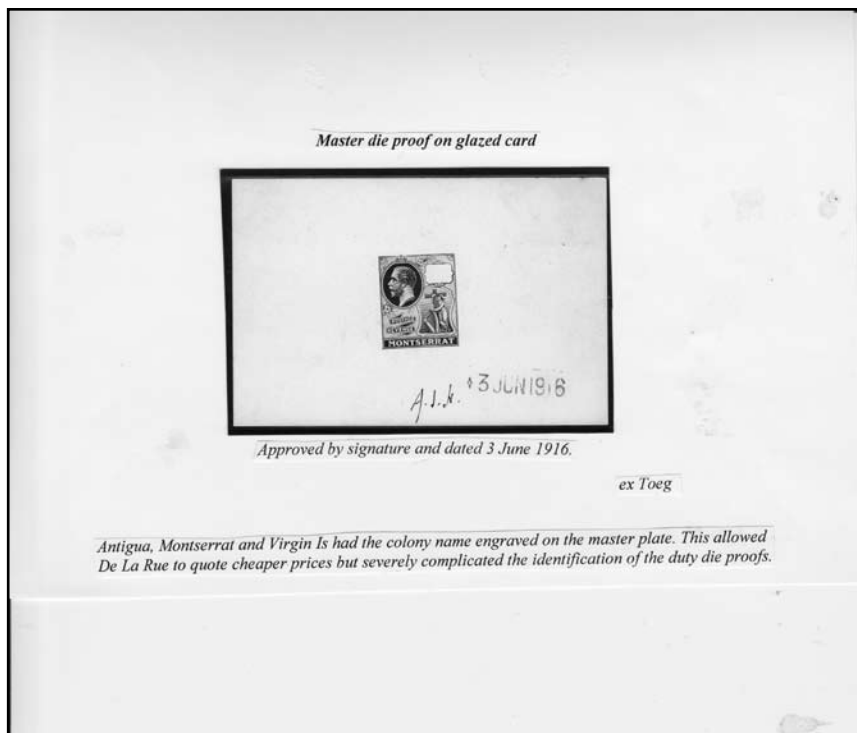 Master die proof on glazed card
POSTAGE
REVENUE
MONTSERRAT
3 JUN 1916
Approved by signature and dated 3 June 1916.
ex Toeg
Antigua, Montserrat and Virgin Is had the colony name engraved on the master plate. This allowed
De La Rue to quote cheaper prices but severely complicated the identification of the duty die proofs.